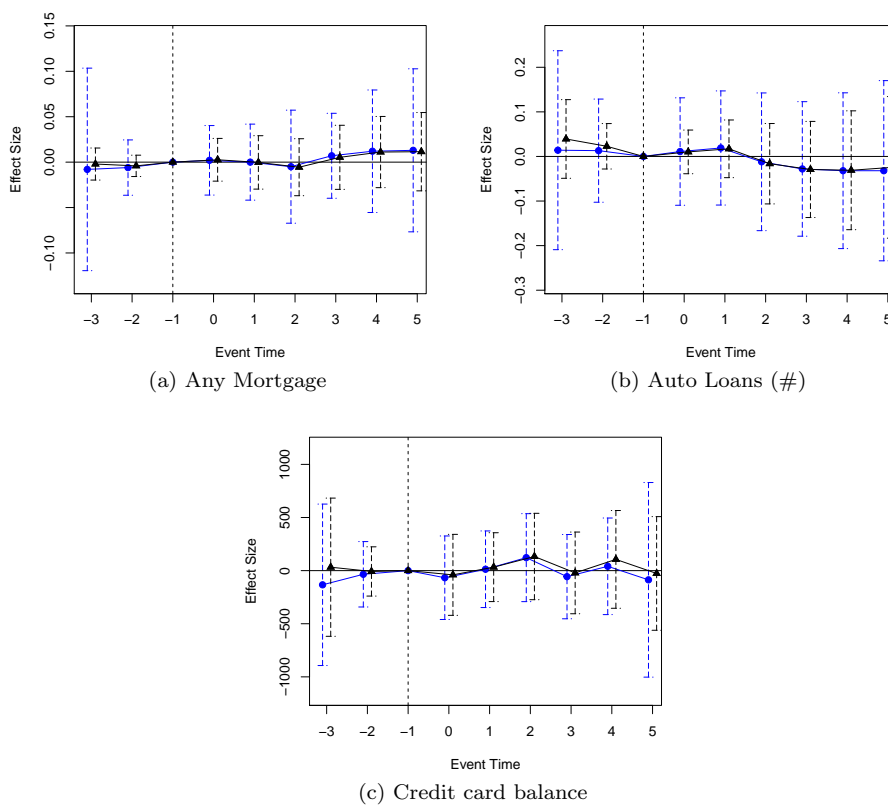 0.15
0.10
0.05
0.00
−0.10
Effect Size
−3 −2 −1 0 1 2 3 4 5
Event Time
(a) Any Mortgage
0.2
0.1
0.0
−0.1
−0.2
−0.3
Effect Size
−3 −2 −1 0 1 2 3 4 5
Event Time
(b) Auto Loans (#)
1000
500
0
−500
−1000
Effect Size
−3 −2 −1 0 1 2 3 4 5
Event Time
(c) Credit card balance